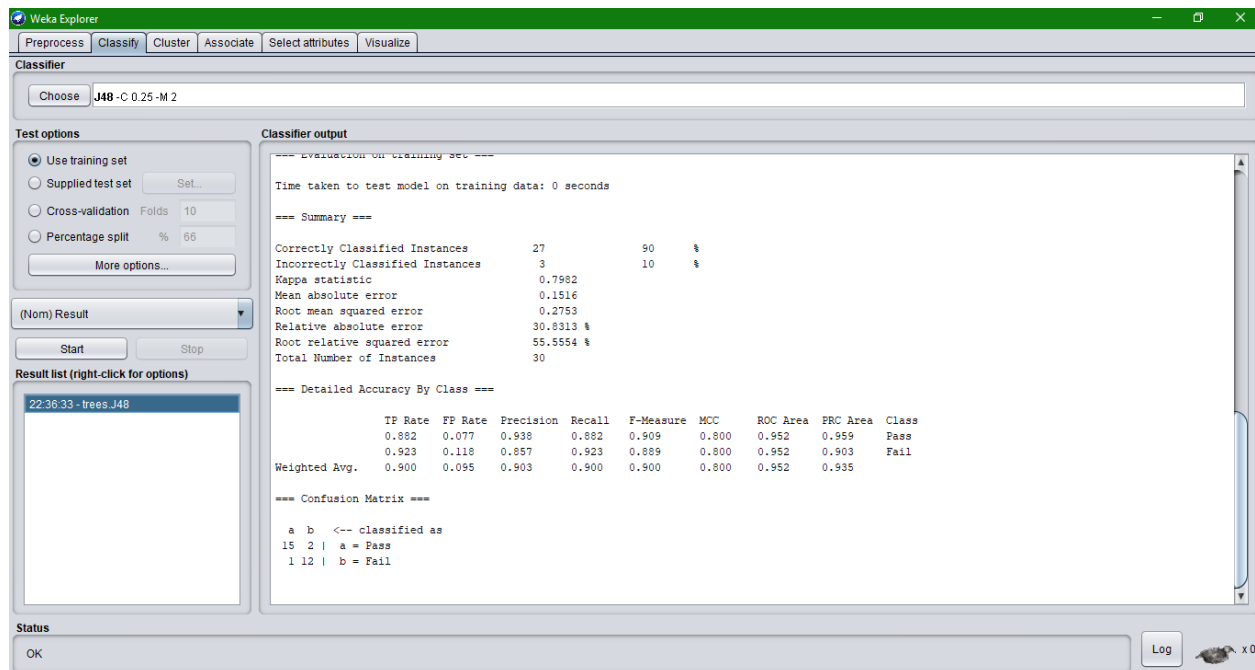 Weka Explorer
Preprocess Classify Cluster Associate Select attributes Visualize
Classifier
Choose J48 -C 0.25 -M 2
Test options
Use training set
Supplied test set Set...
Cross-validation Folds 10
Percentage split % 66
More options...
(Nom) Result
Start Stop
Result list (right-click for options)
22:36:33 - trees.J48
Classifier output
=== Evaluation on training set ===
Time taken to test model on training data: 0 seconds
=== Summary ===
Correctly Classified Instances 27 90 %
Incorrectly Classified Instances 3 10 %
Kappa statistic 0.7982
Mean absolute error 0.1516
Root mean squared error 0.2753
Relative absolute error 30.8313 %
Root relative squared error 55.5554 %
Total Number of Instances 30
=== Detailed Accuracy By Class ===
TP Rate FP Rate Precision Recall F-Measure MCC ROC Area PRC Area Class
0.882 0.077 0.938 0.882 0.909 0.800 0.952 0.959 Pass
0.923 0.118 0.857 0.923 0.889 0.800 0.952 0.903 Fail
Weighted Avg. 0.900 0.095 0.903 0.900 0.900 0.800 0.952 0.935
=== Confusion Matrix ===
a b <-- classified as
15 2 | a = Pass
1 12 | b = Fail
Status
OK
Log x 0